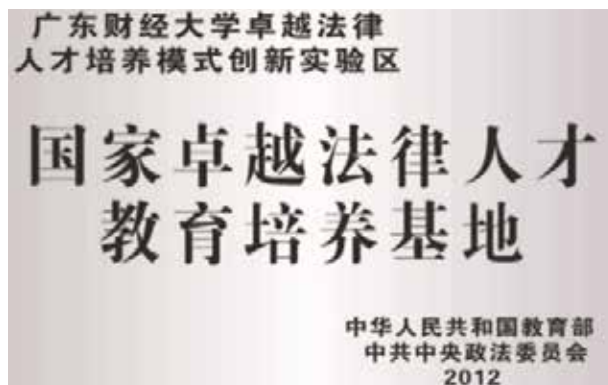 广东财经大学卓越法律
人才培养模式创新实验区
国家卓越法律人才
教育培养基地
中华人民共和国教育部
中共中央政法委员会
2012